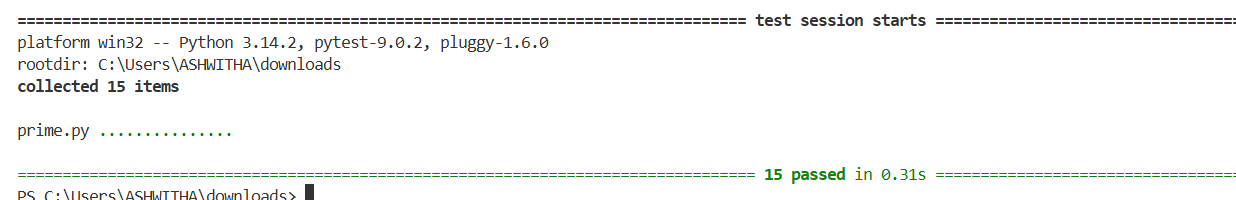 ============================================================================== test session starts ==============================
platform win32 -- Python 3.14.2, pytest-9.0.2, pluggy-1.6.0
rootdir: C:\Users\ASHWITHA\downloads
collected 15 items
prime.py ...............
============================================================================== 15 passed in 0.31s ==============================
PS C:\Users\ASHWITHA\downloads>